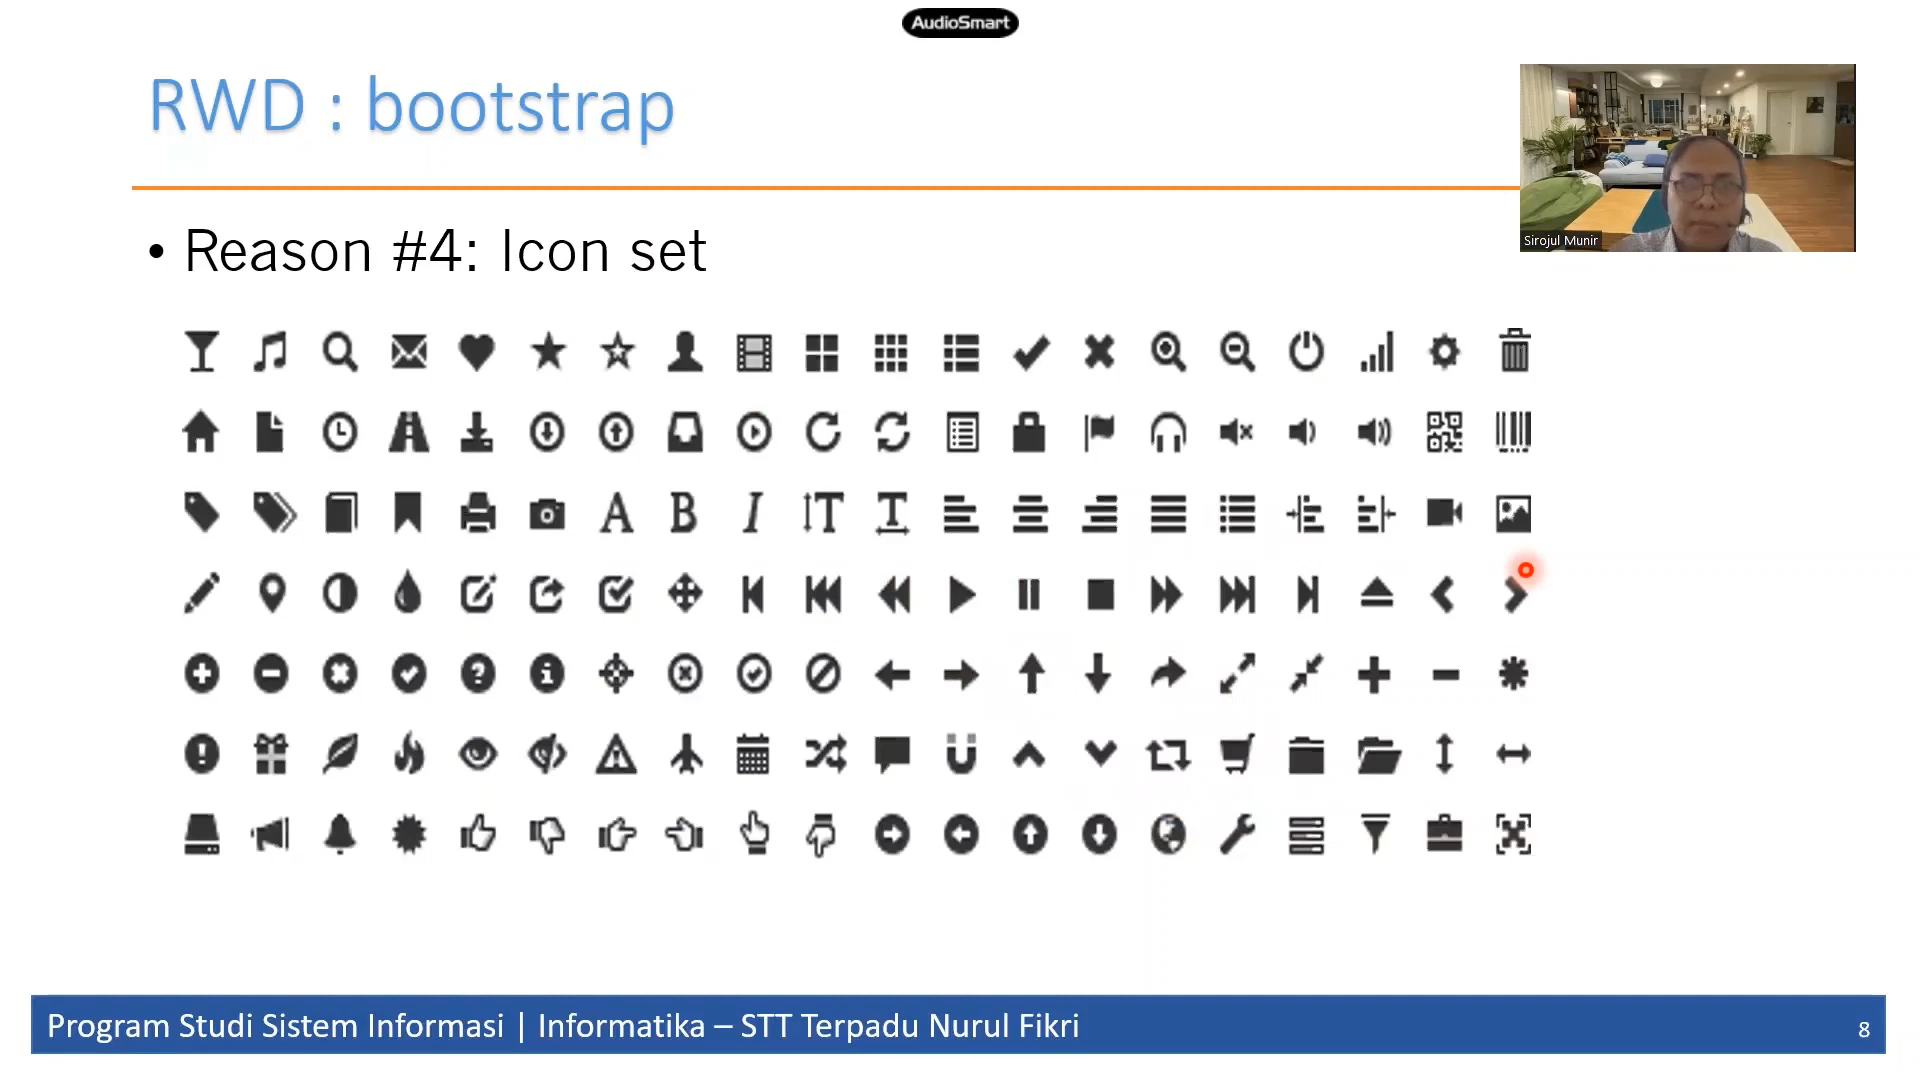 AudioSmart
RWD : bootstrap
Sirojul Munir
• Reason #4: Icon set
Program Studi Sistem Informasi | Informatika – STT Terpadu Nurul Fikri
8